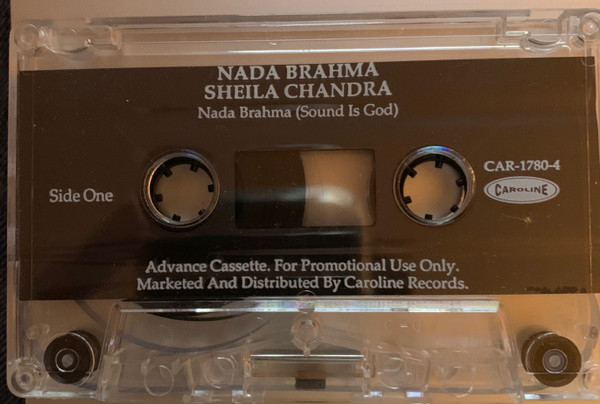 NADA BRAHMA
SHEILA CHANDRA
Nada Brahma (Sound Is God)
CAR-1780-4
CAROLINE
Side One
Advance Cassette. For Promotional Use Only.
Marketed And Distributed By Caroline Records.